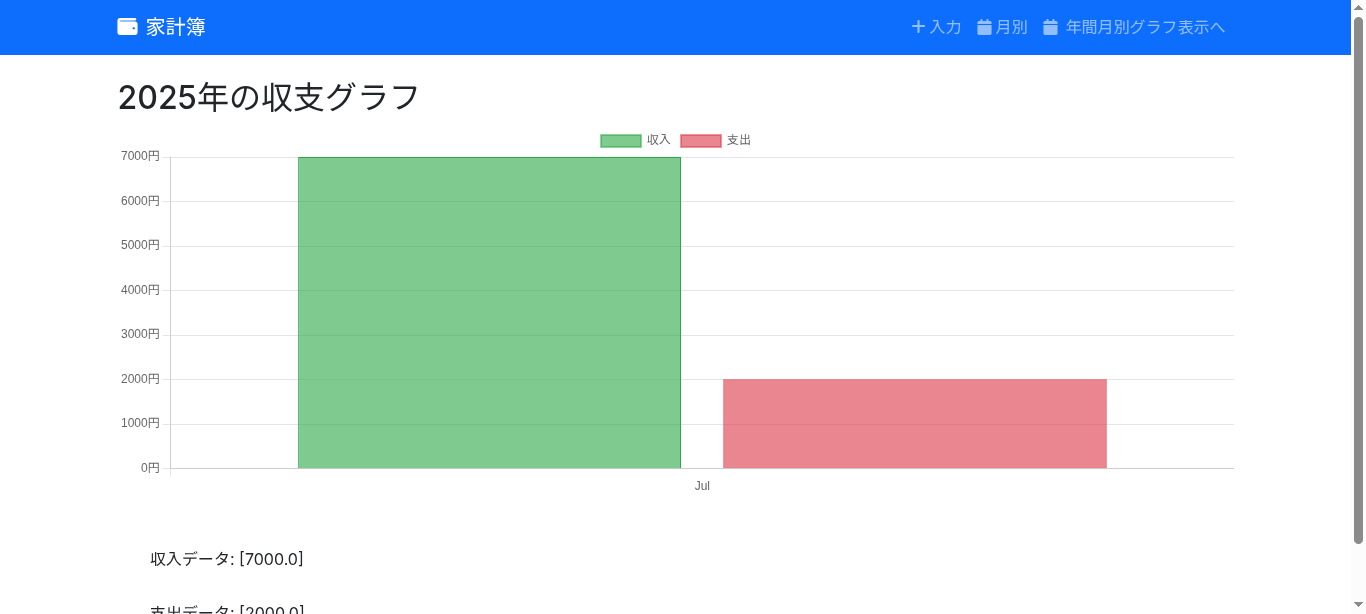 家計簿
入力 月別 年間月別グラフ表示へ
2025年の収支グラフ
収入 支出
7000円
6000円
5000円
4000円
3000円
2000円
1000円
0円
Jul
収入データ: [7000.0]
支出データ: [2000.0]